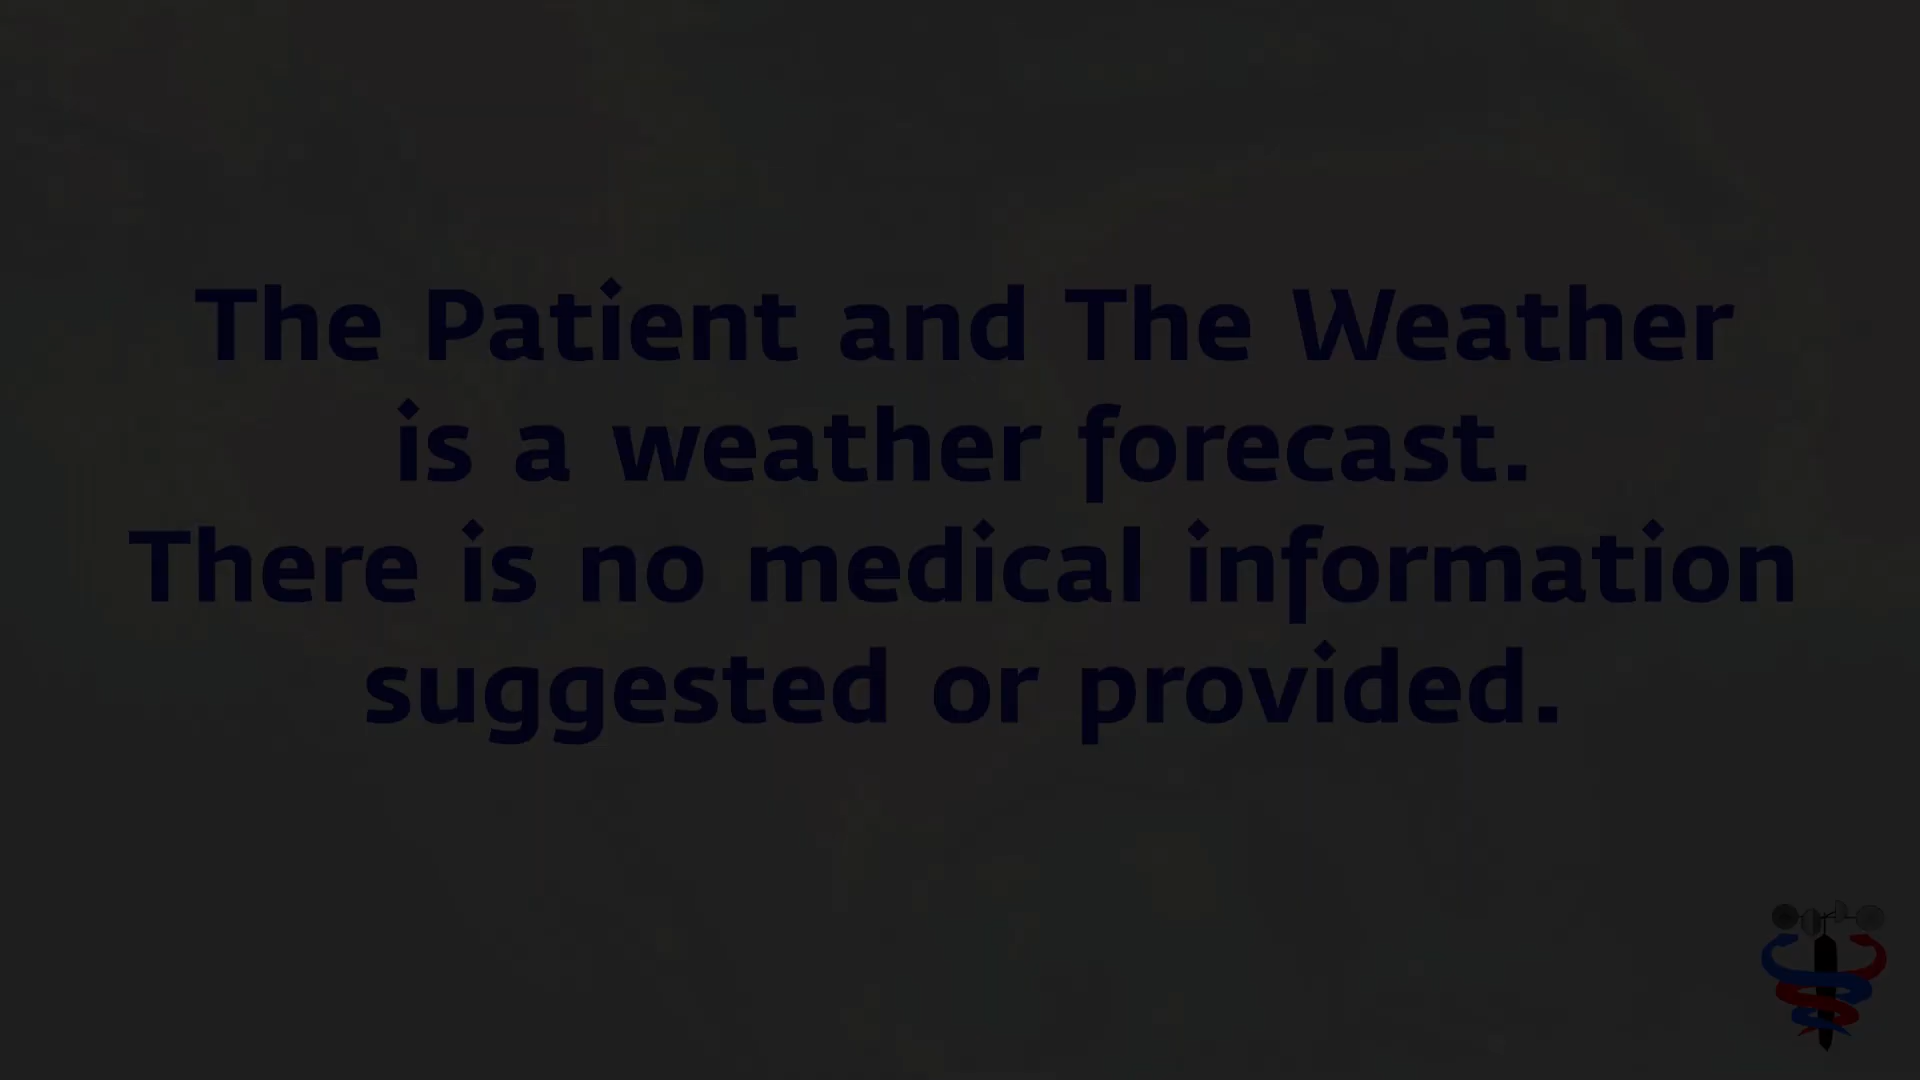 The Patient and The Weather
is a weather forecast.
There is no medical information
suggested or provided.